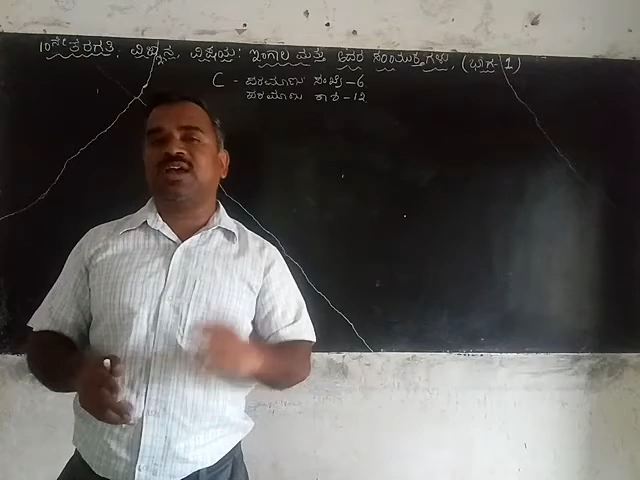 10ನೇ ತರಗತಿ, ವಿಜ್ಞಾನ, ವಿಷಯ: ಇಂಗಾಲ ಮತ್ತು ಅದರ ಸಂಯುಕ್ತಗಳು, (ಭಾಗ-1)
C - ಪರಮಾಣು ಸಂಖ್ಯೆ-6
ಪರಮಾಣು ರಾಶಿ-12